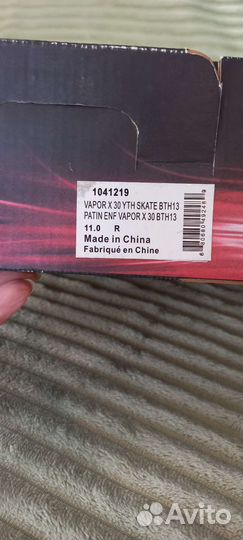 1041219
VAPOR X 30 YTH SKATE BTH13
PATIN ENF VAPOR X 30 BTH13
11.0 R
Made in China
Fabriqué en Chine
Avito